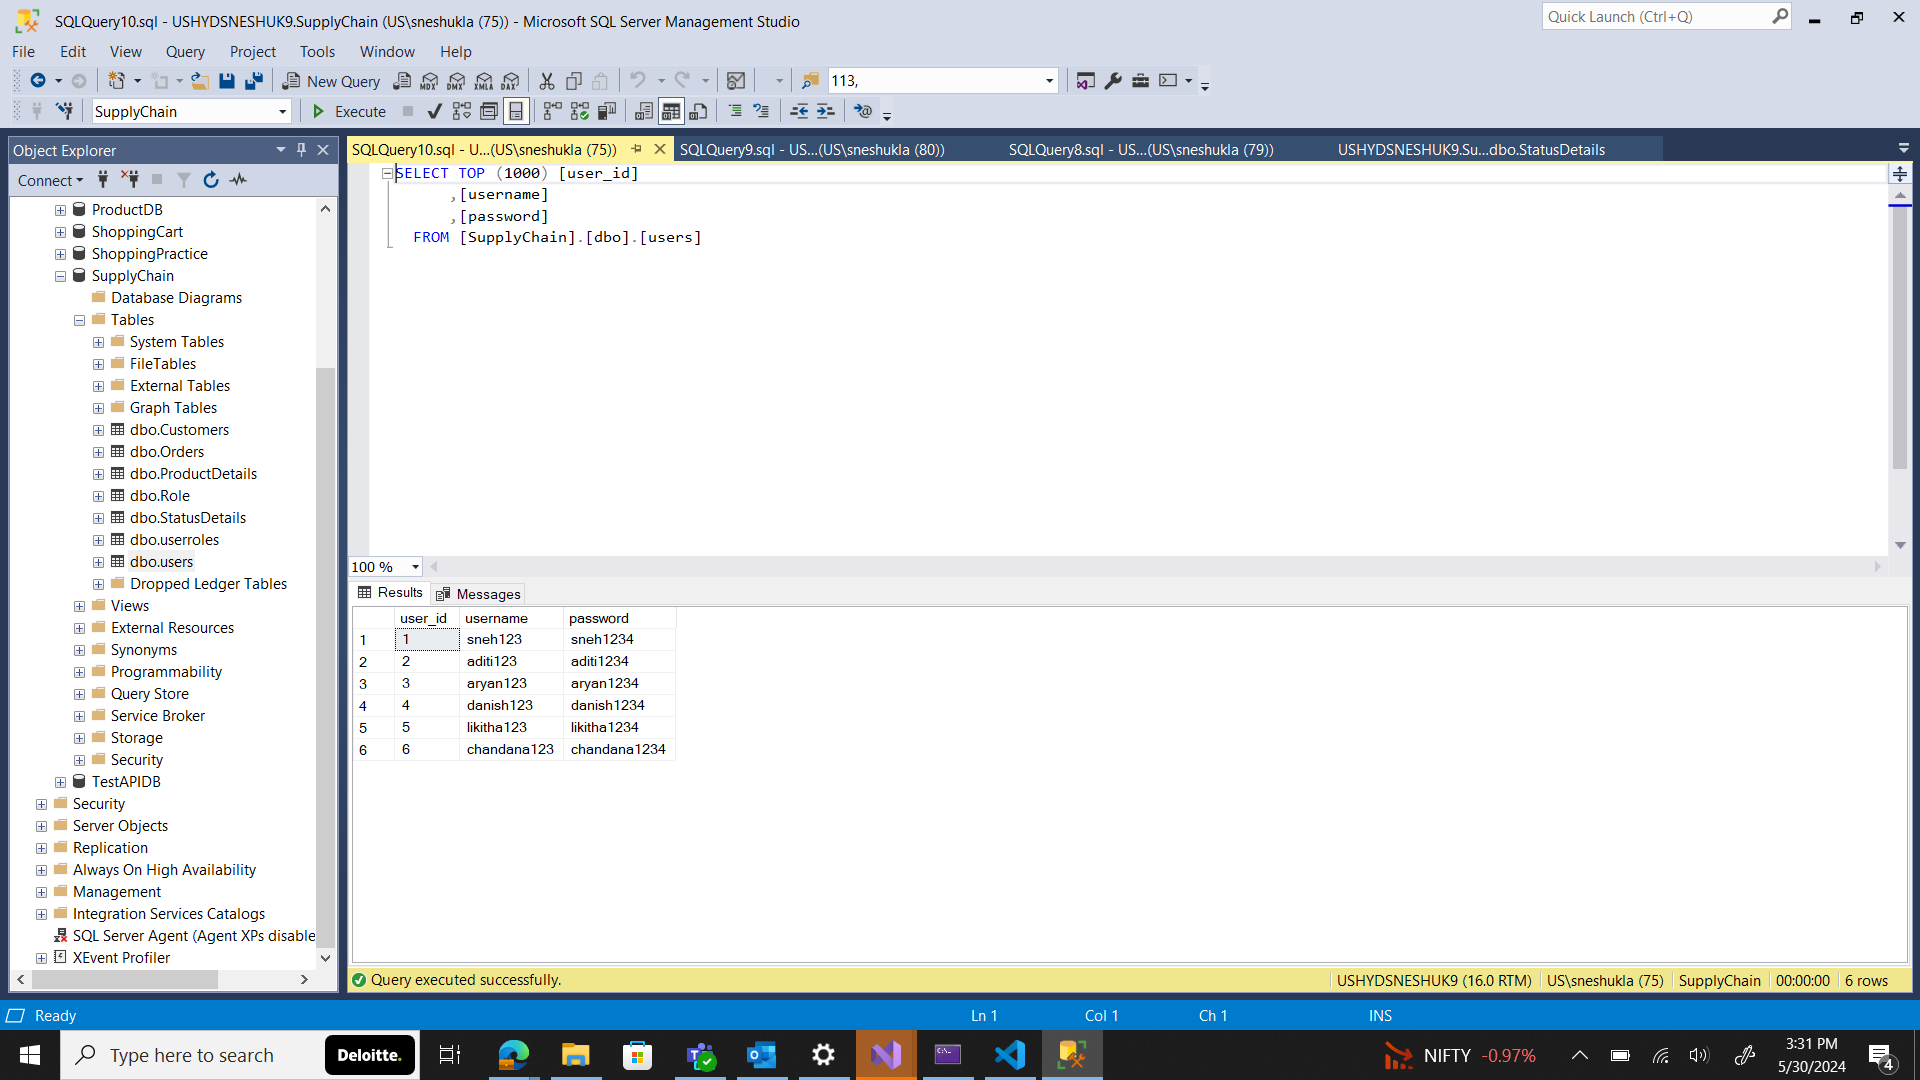 SQLQuery10.sql - USHYDSNESHUK9.SupplyChain (US\sneshukla (75)) - Microsoft SQL Server Management Studio
Quick Launch (Ctrl+Q)
File Edit View Query Project Tools Window Help
New Query MDX DMX XMLA DAX 113,
SupplyChain Execute
Object Explorer
SQLQuery10.sql - U...(US\sneshukla (75)) SQLQuery9.sql - US...(US\sneshukla (80)) SQLQuery8.sql - US...(US\sneshukla (79)) USHYDSNESHUK9.Su...dbo.StatusDetails
Connect
ProductDB
ShoppingCart
ShoppingPractice
SupplyChain
Database Diagrams
Tables
System Tables
FileTables
External Tables
Graph Tables
dbo.Customers
dbo.Orders
dbo.ProductDetails
dbo.Role
dbo.StatusDetails
dbo.userroles
dbo.users
Dropped Ledger Tables
Views
External Resources
Synonyms
Programmability
Query Store
Service Broker
Storage
Security
TestAPIDB
Security
Server Objects
Replication
Always On High Availability
Management
Integration Services Catalogs
SQL Server Agent (Agent XPs disable
XEvent Profiler
SELECT TOP (1000) [user_id]
,[username]
,[password]
FROM [SupplyChain].[dbo].[users]
100 %
Results Messages
user_id username password
1 1 sneh123 sneh1234
2 2 aditi123 aditi1234
3 3 aryan123 aryan1234
4 4 danish123 danish1234
5 5 likitha123 likitha1234
6 6 chandana123 chandana1234
Query executed successfully. USHYDSNESHUK9 (16.0 RTM) US\sneshukla (75) SupplyChain 00:00:00 6 rows
Ready Ln 1 Col 1 Ch 1 INS
Type here to search Deloitte. NIFTY -0.97% 3:31 PM
5/30/2024 4